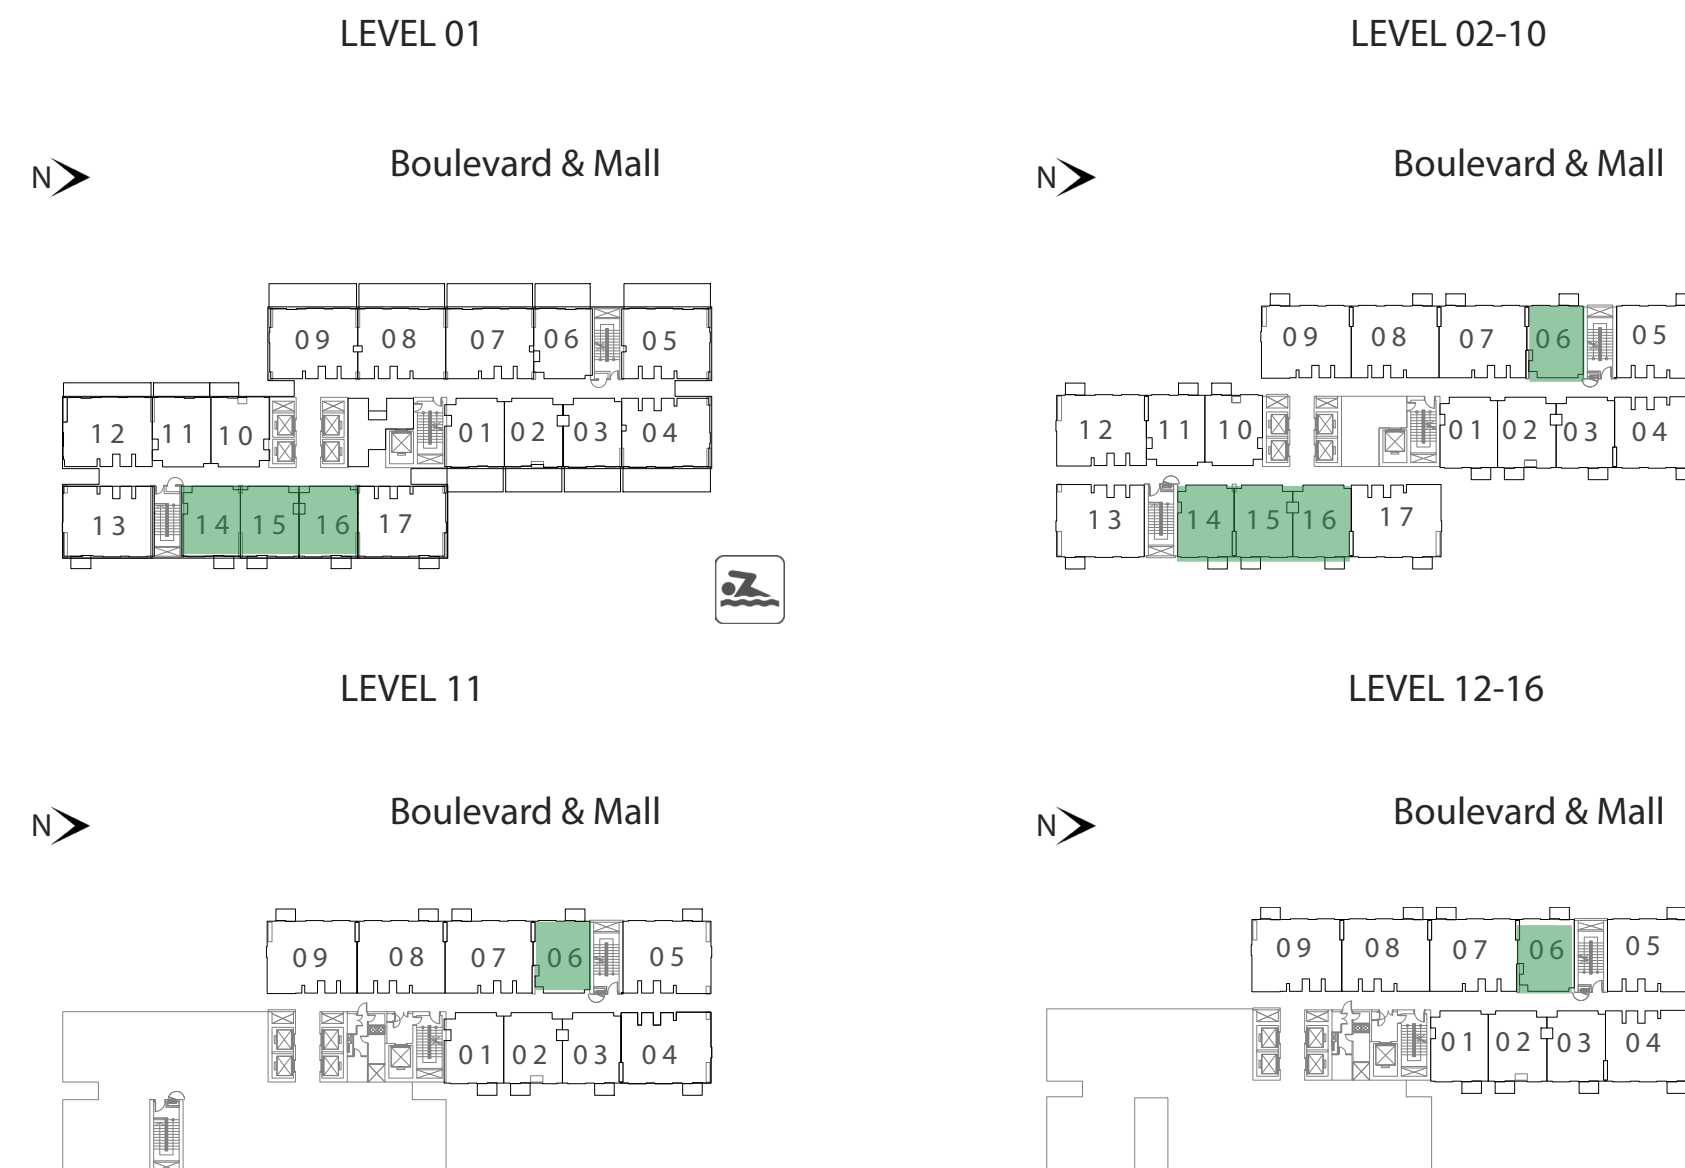 LEVEL 01
LEVEL 02-10
N
Boulevard & Mall
N
Boulevard & Mall
09 08 07 06 05
12 11 10 01 02 03 04
13 14 15 16 17
09 08 07 06 05
12 11 10 01 02 03 04
13 14 15 16 17
LEVEL 11
LEVEL 12-16
N
Boulevard & Mall
N
Boulevard & Mall
09 08 07 06 05
01 02 03 04
09 08 07 06 05
01 02 03 04